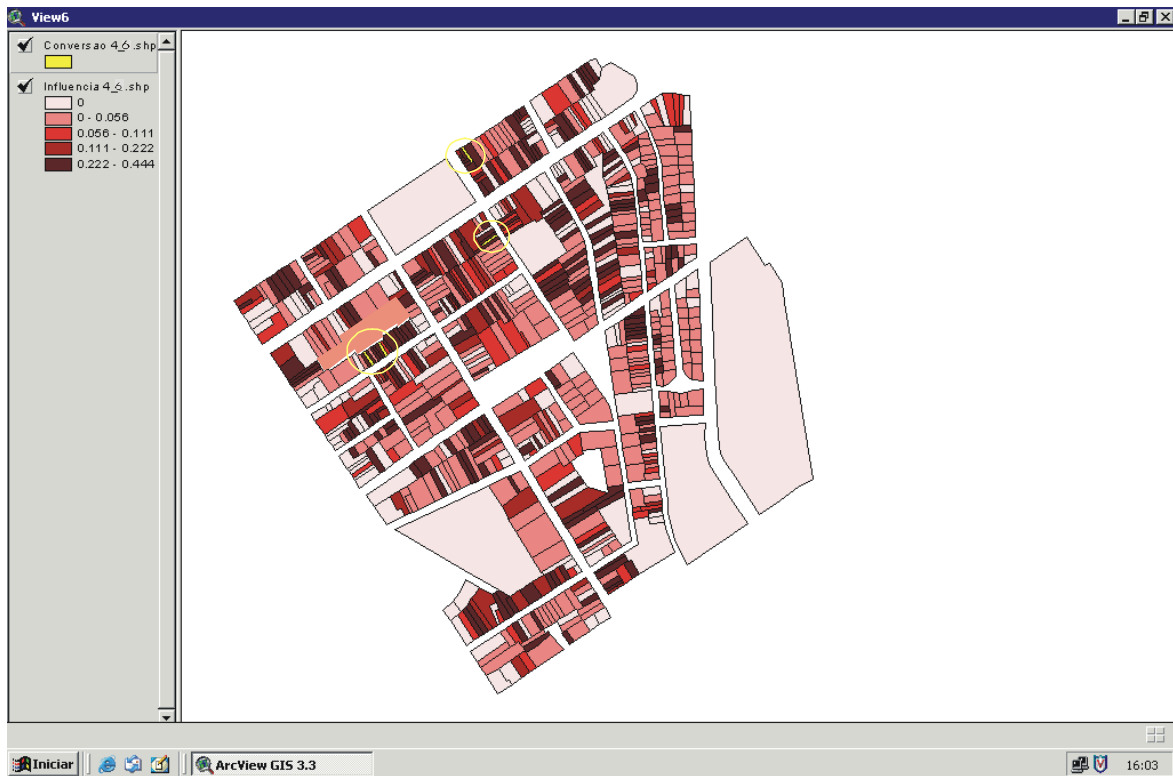 View6
Conversao 4_6 .shp
Influencia 4_6 .shp
0
0 - 0.056
0.056 - 0.111
0.111 - 0.222
0.222 - 0.444
Iniciar
ArcView GIS 3.3
16:03